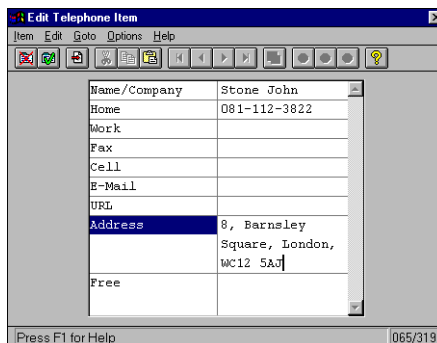 Edit Telephone Item
Item Edit Goto Options Help
Name/Company Stone John
Home 081-112-3822
Work
Fax
Cell
E-Mail
URL
Address 8, Barnsley
Square, London,
WC12 5AJ
Free
Press F1 for Help 065/319